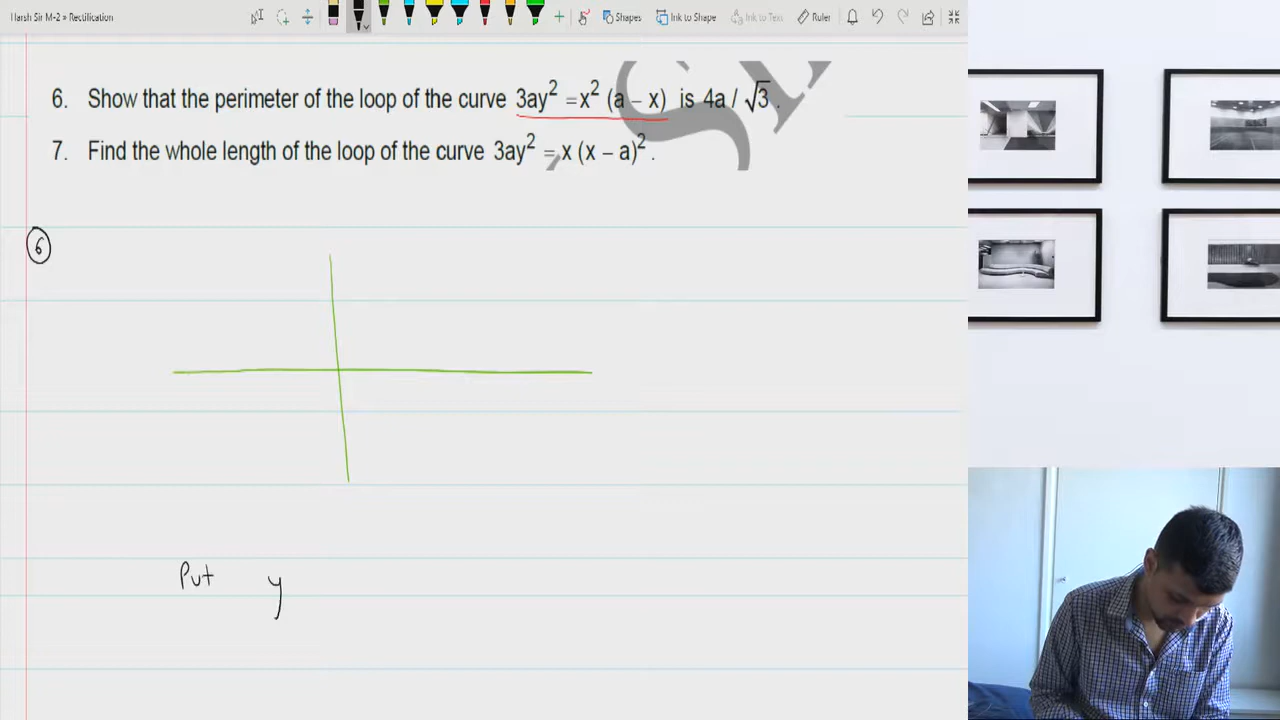 Harsh Sir M-2 » Rectification
Shapes
Ink to Shape
Ink to Text
Ruler
6. Show that the perimeter of the loop of the curve 3ay² = x² (a – x) is 4a / √3 .
7. Find the whole length of the loop of the curve 3ay² = x (x – a)² .
6
Put y